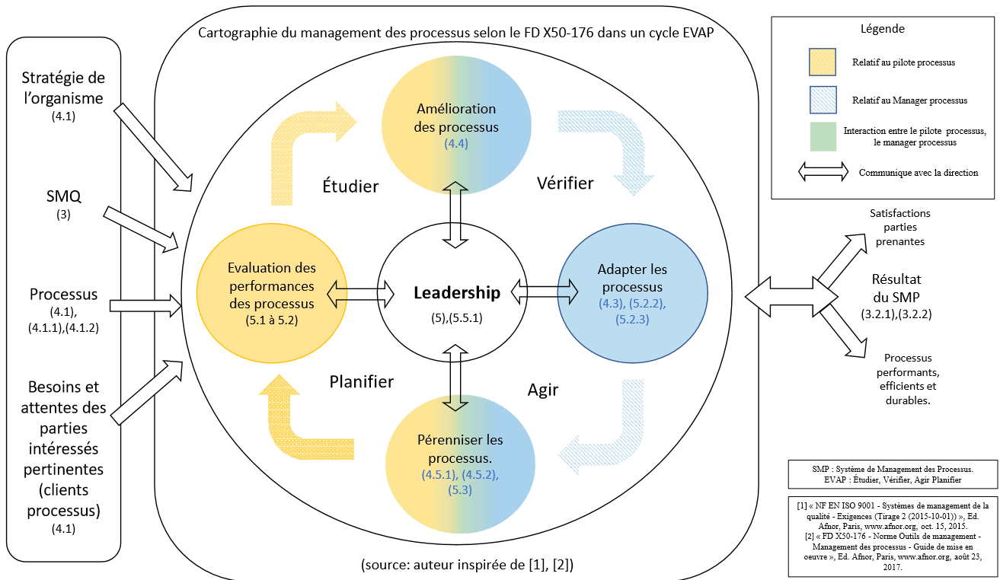 Cartographie du management des processus selon le FD X50-176 dans un cycle EVAP
Stratégie de
l’organisme
(4.1)
SMQ
(3)
Processus
(4.1),
(4.1.1),(4.1.2)
Besoins et
attentes des
parties
intéressés
pertinentes
(clients
processus)
(4.1)
Amélioration
des processus
(4.4)
Étudier
Vérifier
Evaluation des
performances
des processus
(5.1 à 5.2)
Leadership
(5),(5.5.1)
Adapter les
processus
(4.3), (5.2.2),
(5.2.3)
Planifier
Agir
Pérenniser les
processus.
(4.5.1), (4.5.2),
(5.3)
(source: auteur inspirée de [1], [2])
Légende
Relatif au pilote processus
Relatif au Manager processus
Interaction entre le pilote processus,
le manager processus
Communique avec la direction
Satisfactions
parties
prenantes
Résultat
du SMP
(3.2.1),(3.2.2)
Processus
performants,
efficients et
durables.
SMP : Système de Management des Processus.
EVAP : Étudier, Vérifier, Agir Planifier
[1] « NF EN ISO 9001 - Systèmes de management de la
qualité - Exigences (Tirage 2 (2015-10-01)) », Ed.
Afnor, Paris, www.afnor.org, oct. 15, 2015.
[2] « FD X50-176 - Norme Outils de management -
Management des processus - Guide de mise en
oeuvre », Ed. Afnor, Paris, www.afnor.org, août 23,
2017.